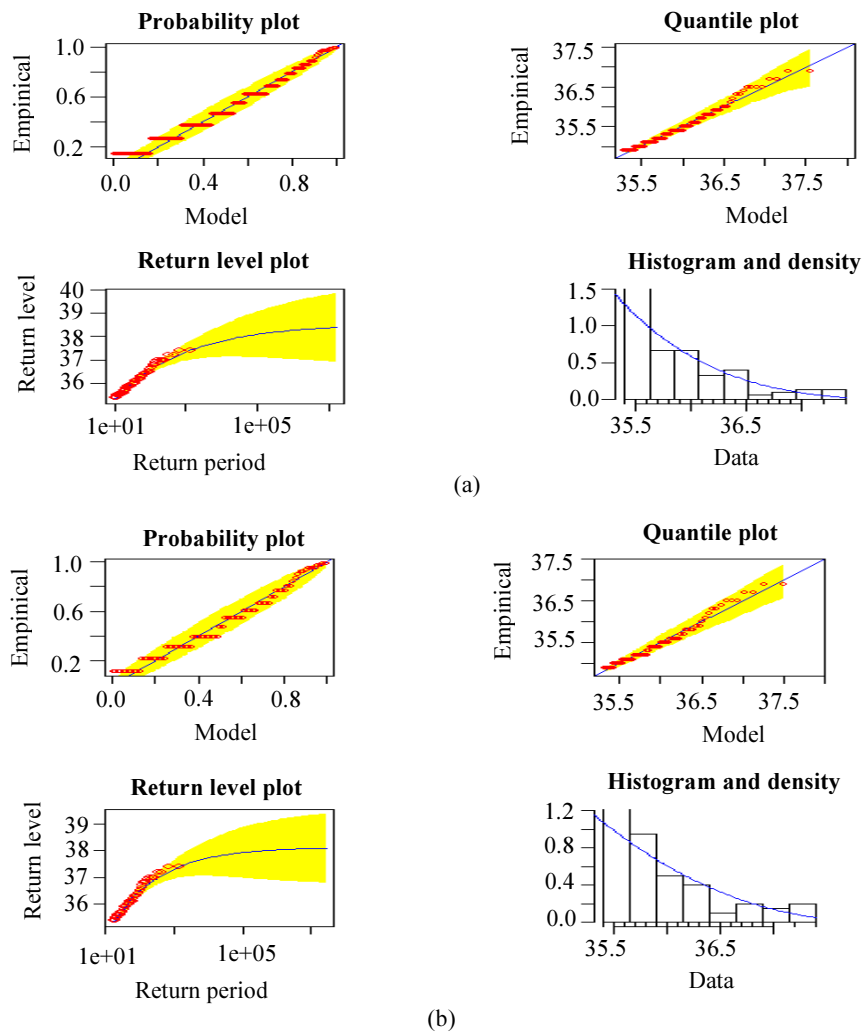 Probability plot
Empinical
1.0
0.6
0.2
0.0 0.4 0.8
Model
Quantile plot
Empinical
37.5
36.5
35.5
35.5 36.5 37.5
Model
Return level plot
Return level
40
39
38
37
36
1e+01 1e+05
Return period
Histogram and density
1.5
0.5
0.0
35.5 36.5
Data
(a)
Probability plot
Empinical
1.0
0.6
0.2
0.0 0.4 0.8
Model
Quantile plot
Empinical
37.5
36.5
35.5
35.5 36.5 37.5
Model
Return level plot
Return level
39
38
37
36
1e+01 1e+05
Return period
Histogram and density
1.2
0.8
0.4
0.0
35.5 36.5
Data
(b)